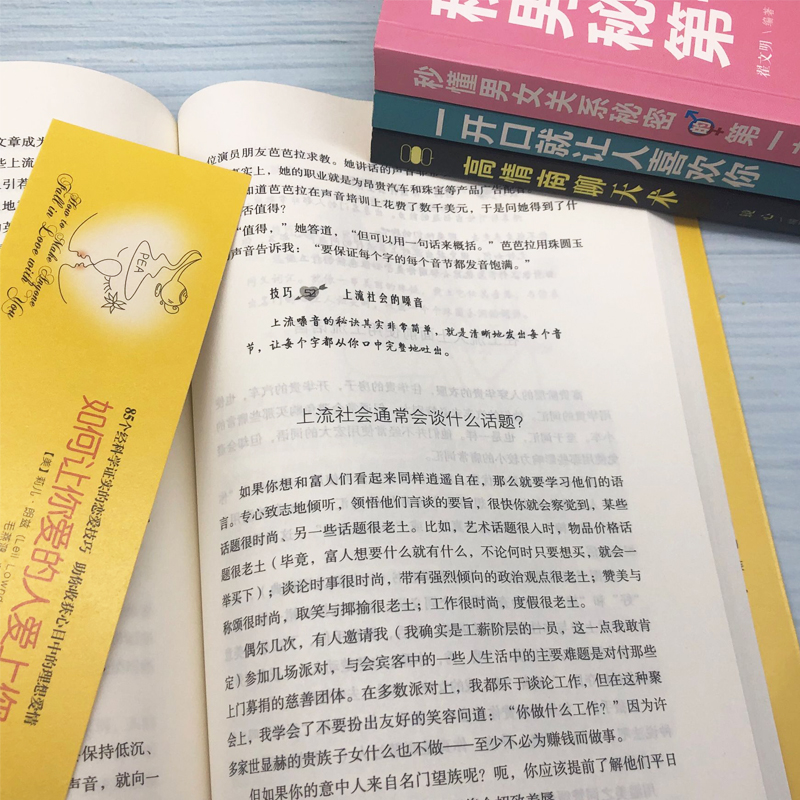 文章成为
些上流
引荐
位演员朋友芭芭拉求教。她讲话的声音
实上,她的职业就是为昂贵汽车和珠宝等产品广告配
知道芭芭拉在声音培训上花费了数千美元,于是问她得到了什
否值得?
“值得,”她答道,“但可以用一句话来概括。”芭芭拉用珠圆玉
声音告诉我:“要保证每个字的每个音节都发音饱满。”
技巧 52 上流社会的嗓音
上流嗓音的秘诀其实非常简单,就是清晰地发出每个音
节,让每个字都从你口中完整地吐出。
上流社会通常会谈什么话题?
如果你想和富人们看起来同样逍遥自在,那么就要学习他们的语
言。专心致志地倾听,领悟他们言谈的要旨,很快你就会察觉到,某些
话题很时尚、另一些话题很老土。比如,艺术话题很入时,物品价格话
题很老土(毕竟,富人想要什么就有什么,不论何时只要想买,就会一
举买下);谈论时事很时尚,带有强烈倾向的政治观点很老土;赞美与
称颂很时尚,取笑与揶揄很老土;工作很时尚,度假很老土。
偶尔几次,有人邀请我(我确实是工薪阶层的一员,这一点我敢肯
定)参加几场派对,与会宾客中的一些人生活中的主要难题是对付那些
上门募捐的慈善团体。在多数派对上,我都乐于谈论工作,但在这种聚
会上,我学会了不要扮出友好的笑容问道:“你做什么工作?”因为许
多家世显赫的贵族子女什么也不做——至少不必为赚钱而做事。
但如果你的意中人来自名门望族呢?呃,你应该提前了解他们平日
保持低沉、
声音,就向一
How to Make Anyone
Fall in Love with
You
PEA
85个经科学证实的恋爱技巧 助你收获心目中的理想爱情
如何让你爱的人爱上你
【美】莉儿·朗兹(Leil Lownd
秘 第
翟文明\编著
秒懂男女关系秘密的第一
一开口就让人喜欢你
高情商聊天术